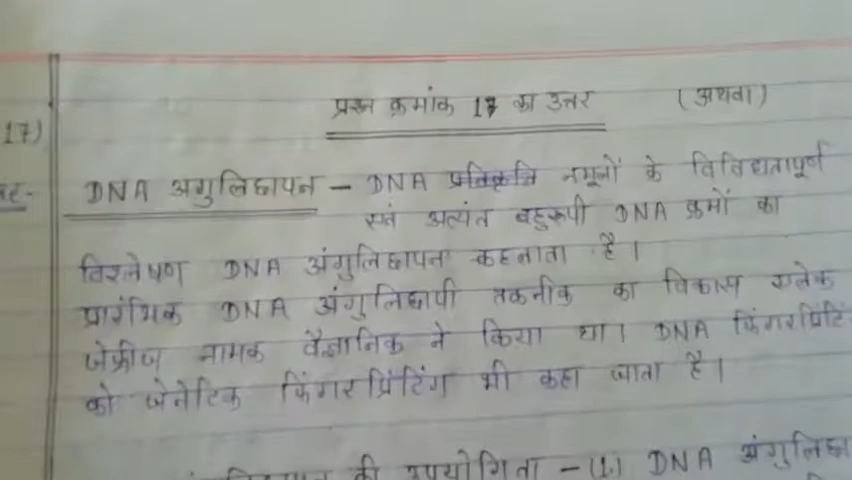 प्रश्न क्रमांक 17 का उत्तर (अथवा)
17)
DNA अंगुलिछापन - DNA प्रतिकृति नमूनों के विविधतापूर्ण
एवं अत्यंत बहुरूपी DNA क्रमों का
विश्लेषण DNA अंगुलिछापन कहलाता है।
प्रारंभिक DNA अंगुलिछापी तकनीक का विकास एलेक
जेफ्रीज नामक वैज्ञानिक ने किया था। DNA फिंगरप्रिंटिं
को जेनेटिक फिंगरप्रिंटिंग भी कहा जाता है।
की उपयोगिता - (1) DNA अंगुलिछा